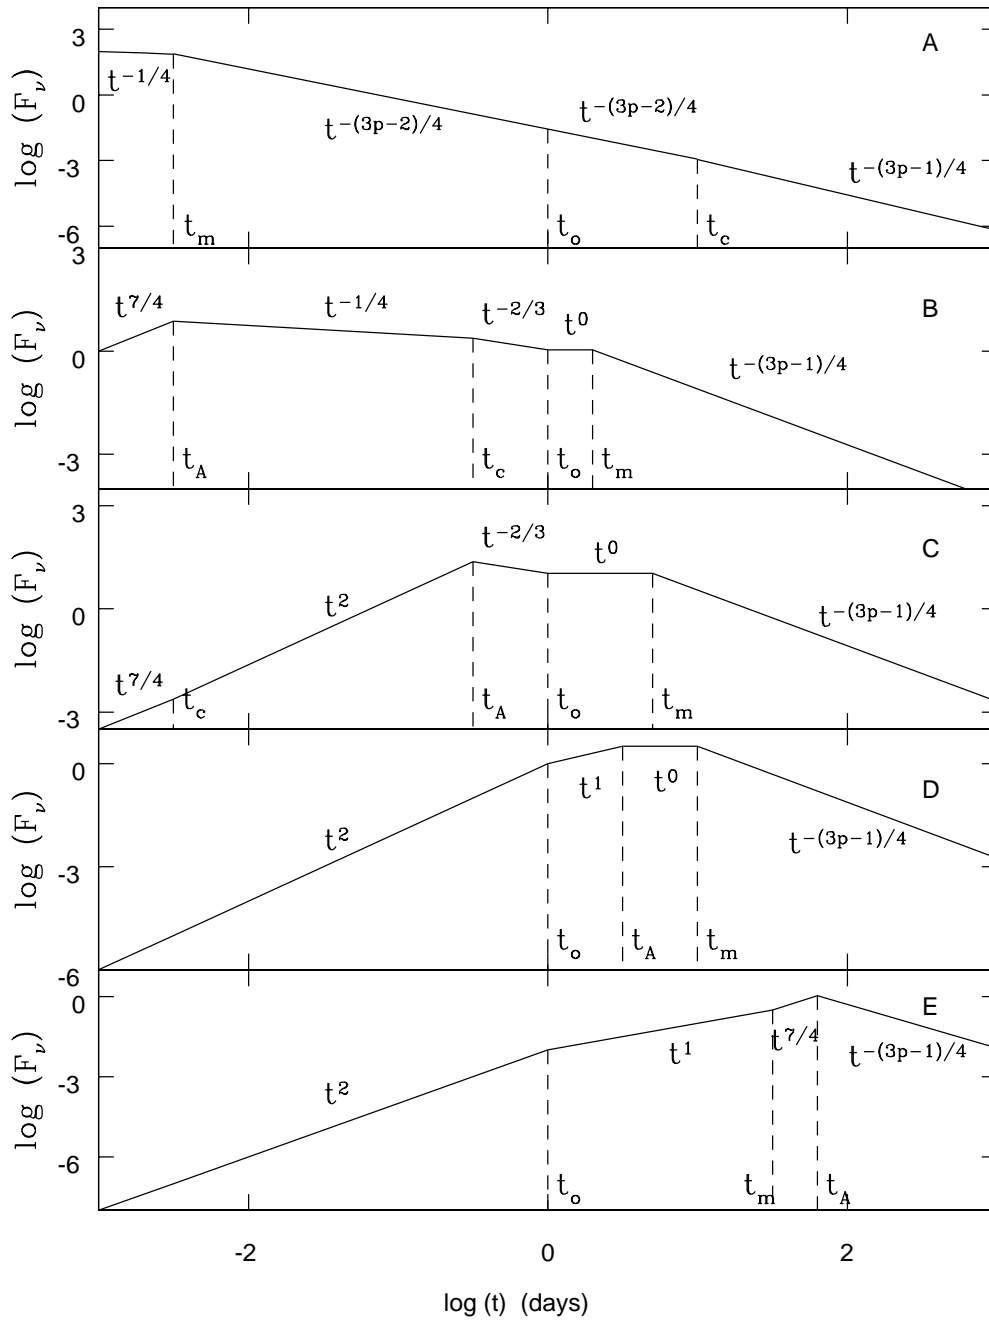 A
3
0
-3
-6
log (F_ν)
t^{-1/4}
t^{-(3p-2)/4}
t^{-(3p-2)/4}
t^{-(3p-1)/4}
t_m
t_o
t_c
B
3
0
-3
log (F_ν)
t^{7/4}
t^{-1/4}
t^{-2/3}
t^0
t^{-(3p-1)/4}
t_A
t_c
t_o
t_m
C
3
0
-3
log (F_ν)
t^{7/4}
t^2
t^{-2/3}
t^0
t^{-(3p-1)/4}
t_c
t_A
t_o
t_m
D
0
-3
-6
log (F_ν)
t^2
t^1
t^0
t^{-(3p-1)/4}
t_o
t_A
t_m
E
0
-3
-6
log (F_ν)
t^2
t^1
t^{7/4}
t^{-(3p-1)/4}
t_o
t_m
t_A
-2
0
2
log (t) (days)